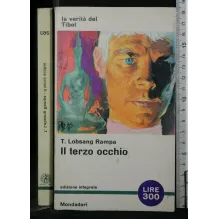 la verità del
Tibet
T. Lobsang Rampa
Il terzo occhio
edizione integrale
Mondadori
LIRE
300